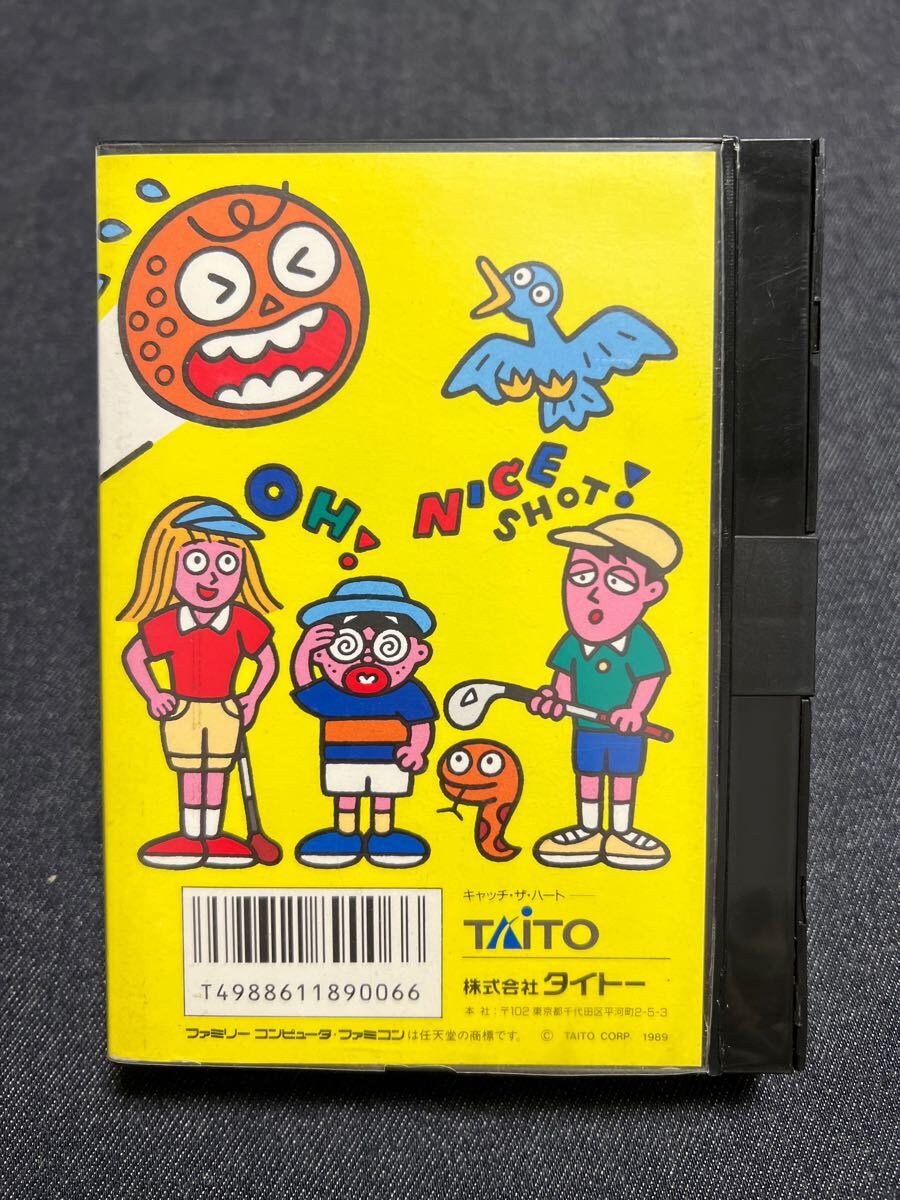 OH! NICE
SHOT!
キャッチ・ザ・ハート
TAITO
株式会社 タイトー
本 社:〒102 東京都千代田区平河町2-5-3
T4988611890066
ファミリー コンピュータ・ファミコンは任天堂の商標です。 © TAITO CORP. 1989